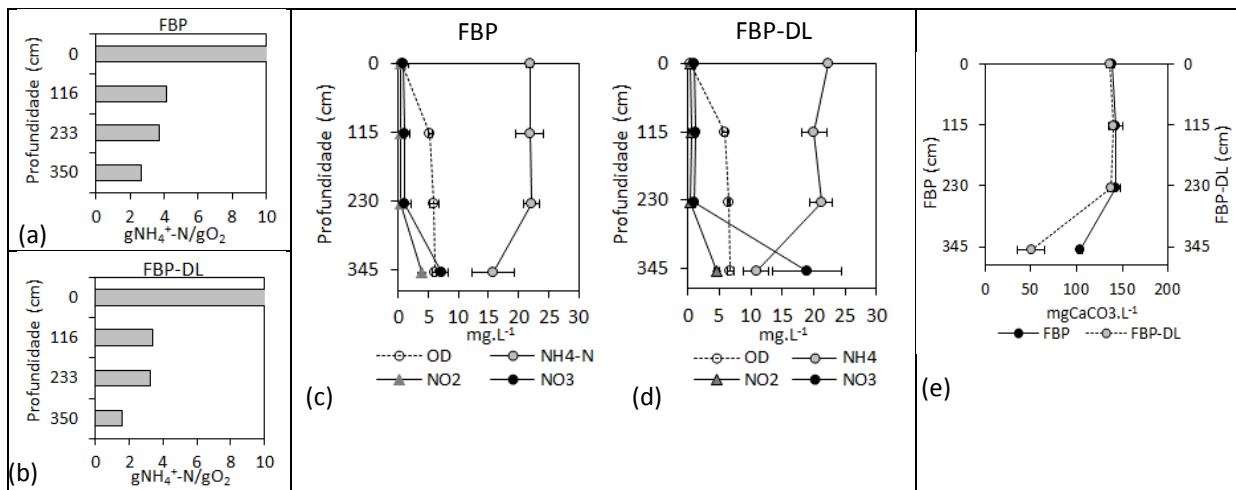 FBP
Profundidade (cm)
0
116
233
350
0 2 4 6 8 10
gNH₄⁺-N/gO₂
(a)
FBP-DL
Profundidade (cm)
0
116
233
350
0 2 4 6 8 10
gNH₄⁺-N/gO₂
(b)
FBP
Profundidade (cm)
0
115
230
345
0 5 10 15 20 25 30
mg.L⁻¹
OD NH4-N
NO2 NO3
(c)
FBP-DL
Profundidade (cm)
0
115
230
345
0 5 10 15 20 25 30
mg.L⁻¹
OD NH4
NO2 NO3
(d)
FBP (cm)
0 0
115 115
230 230
345 345
FBP-DL (cm)
0 50 100 150 200
mgCaCO3.L⁻¹
FBP FBP-DL
(e)